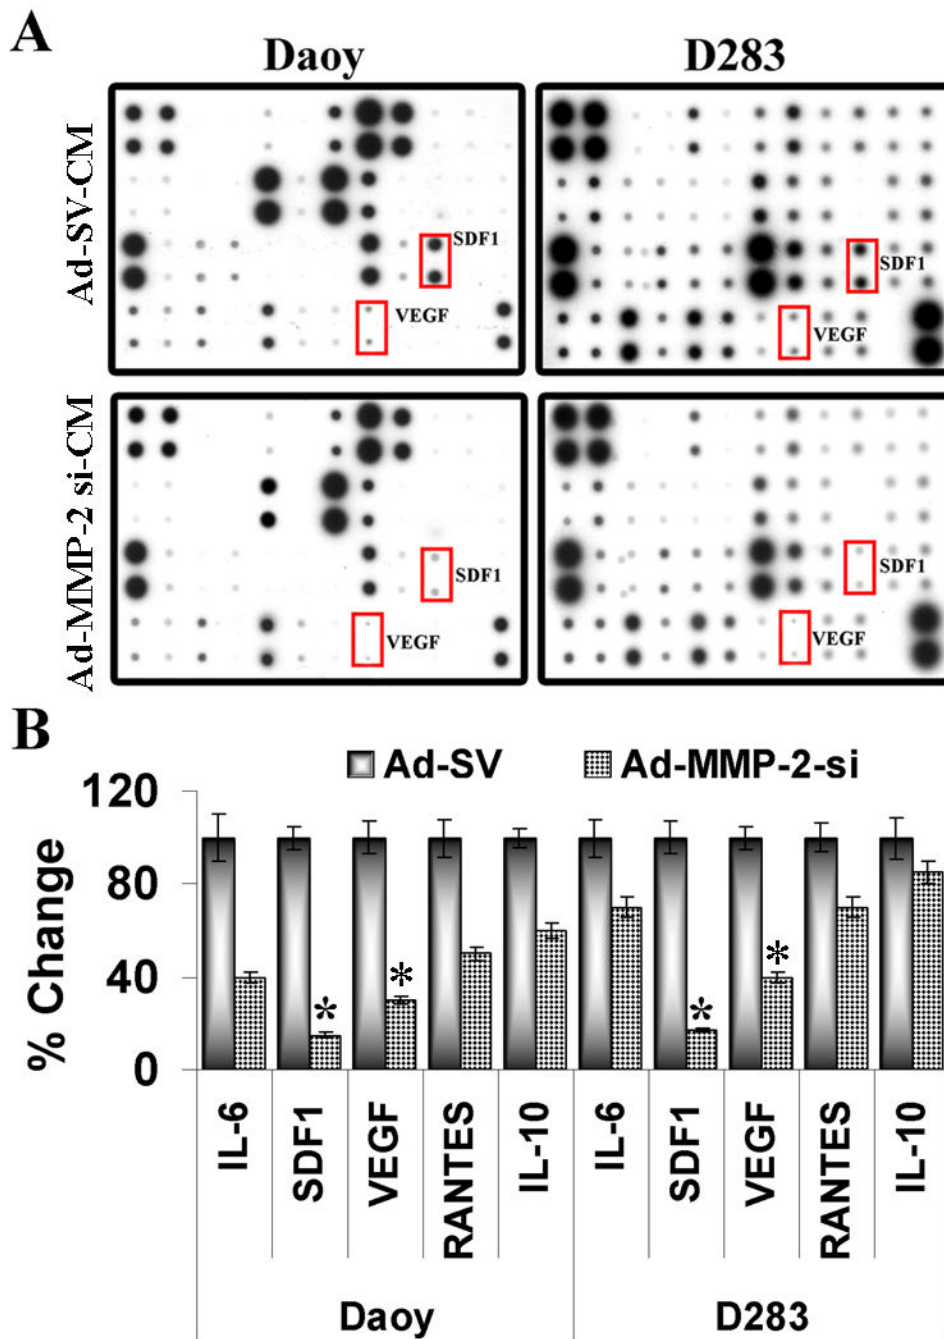 A
Daoy
D283
Ad-SV-CM
SDF1
VEGF
SDF1
VEGF
Ad-MMP-2 si-CM
SDF1
VEGF
SDF1
VEGF
B
Ad-SV
Ad-MMP-2-si
% Change
120
80
40
0
*
*
*
*
IL-6
SDF1
VEGF
RANTES
IL-10
IL-6
SDF1
VEGF
RANTES
IL-10
Daoy
D283